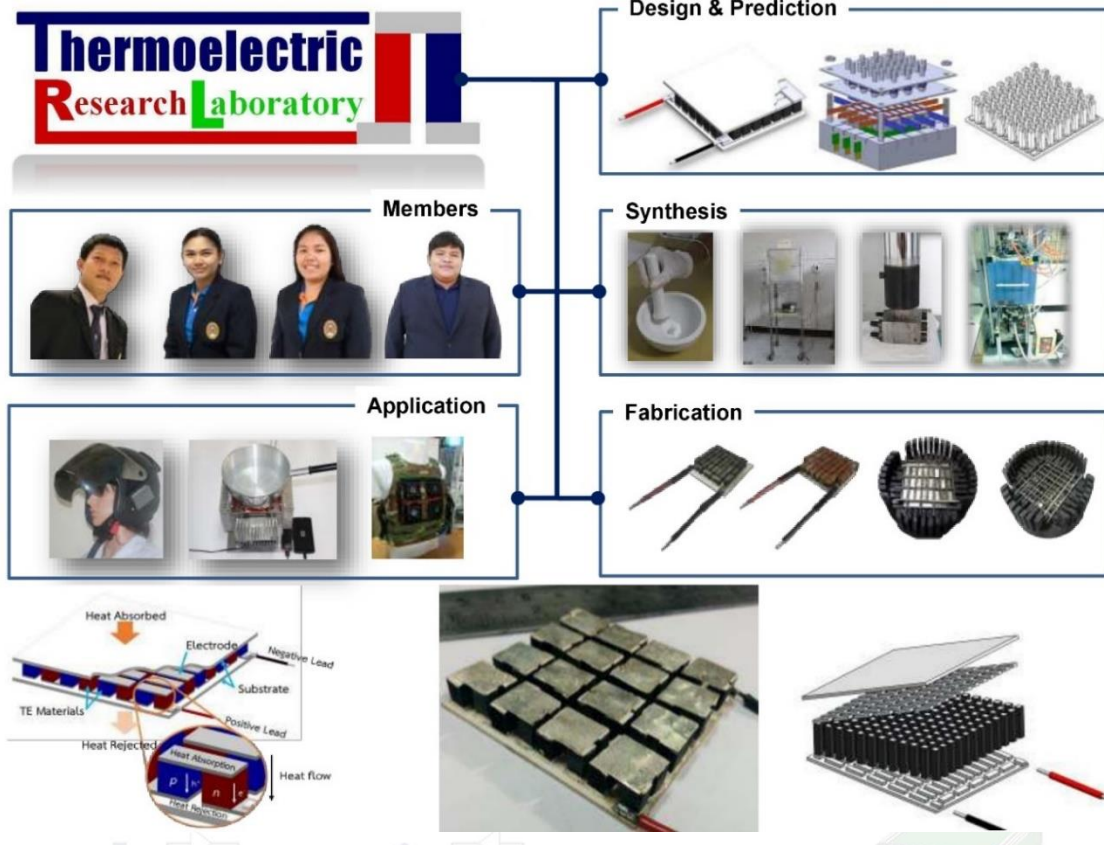 Thermoelectric
Research Laboratory
Design & Prediction
Members
Synthesis
Application
Fabrication
Heat Absorbed
Electrode
Negative Lead
Substrate
TE Materials
Positive Lead
Heat Rejected
Heat Absorption
Heat flow
P
h⁺
n
e
Heat Rejection